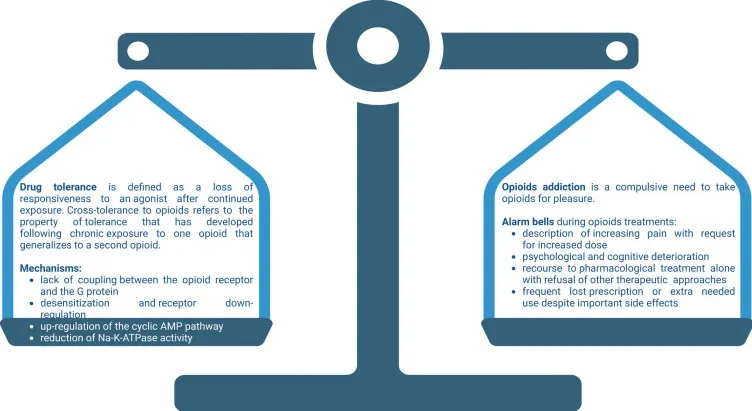 Drug tolerance is defined as a loss of
responsiveness to an agonist after continued
exposure. Cross-tolerance to opioids refers to the
property of tolerance that has developed
following chronic exposure to one opioid that
generalizes to a second opioid.
Mechanisms:
• lack of coupling between the opioid receptor
and the G protein
• desensitization and receptor down-
regulation
• up-regulation of the cyclic AMP pathway
• reduction of Na-K-ATPase activity
Opioids addiction is a compulsive need to take
opioids for pleasure.
Alarm bells during opioids treatments:
• description of increasing pain with request
for increased dose
• psychological and cognitive deterioration
• recourse to pharmacological treatment alone
with refusal of other therapeutic approaches
• frequent lost prescription or extra needed
use despite important side effects